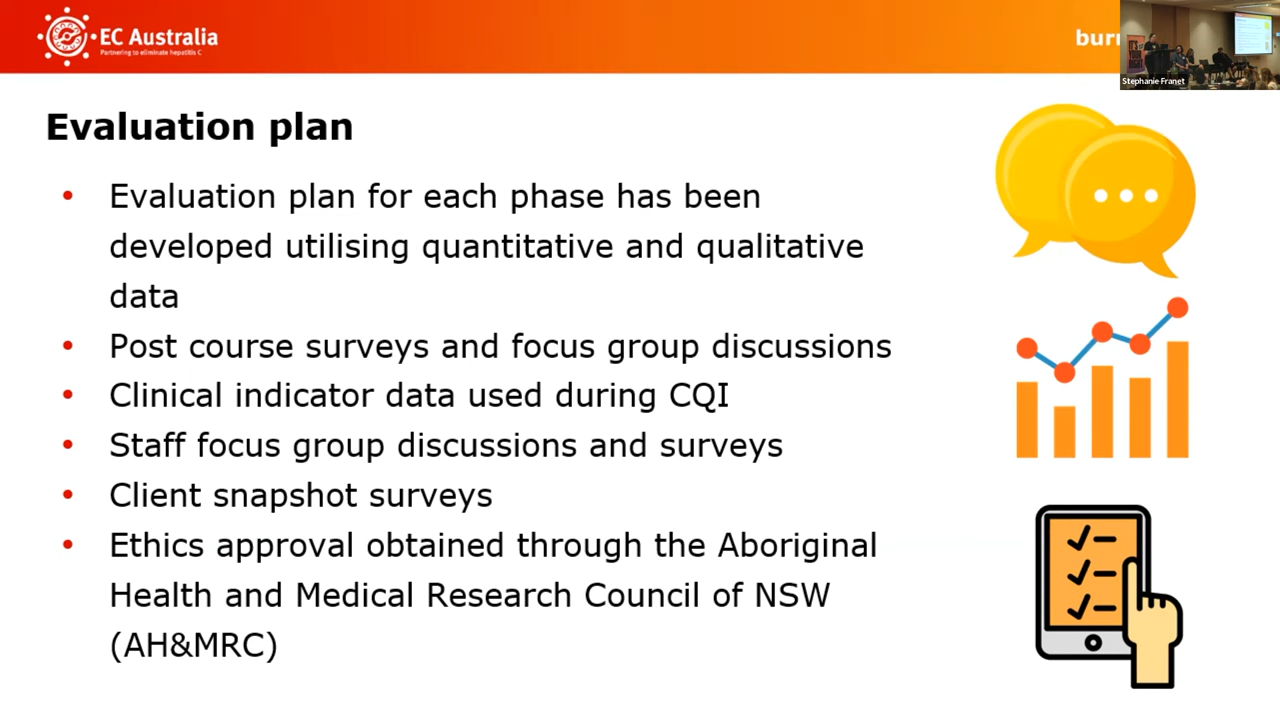 EC Australia
Partnering to eliminate hepatitis C
Stephanie Franet
Evaluation plan
• Evaluation plan for each phase has been
developed utilising quantitative and qualitative
data
• Post course surveys and focus group discussions
• Clinical indicator data used during CQI
• Staff focus group discussions and surveys
• Client snapshot surveys
• Ethics approval obtained through the Aboriginal
Health and Medical Research Council of NSW
(AH&MRC)